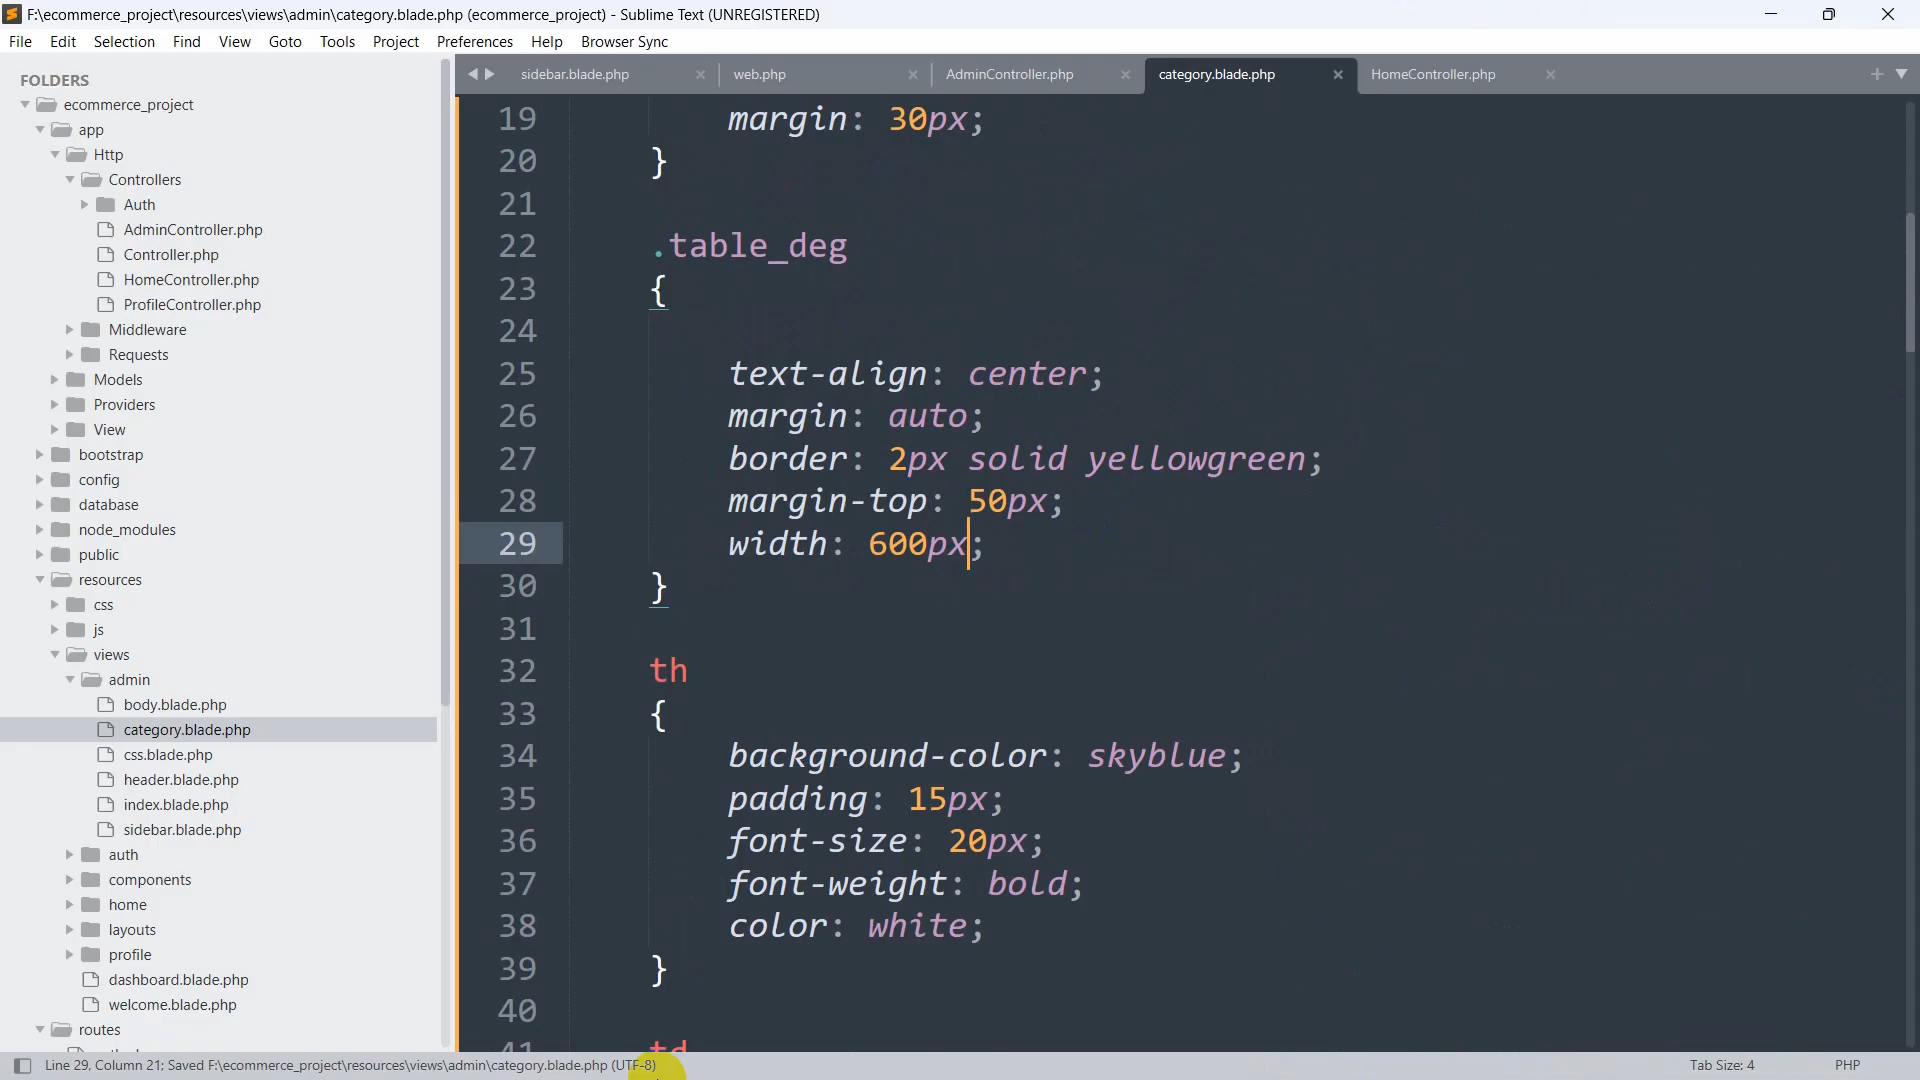 F:\ecommerce_project\resources\views\admin\category.blade.php (ecommerce_project) - Sublime Text (UNREGISTERED)
File Edit Selection Find View Goto Tools Project Preferences Help Browser Sync
FOLDERS
ecommerce_project
app
Http
Controllers
Auth
AdminController.php
Controller.php
HomeController.php
ProfileController.php
Middleware
Requests
Models
Providers
View
bootstrap
config
database
node_modules
public
resources
css
js
views
admin
body.blade.php
category.blade.php
css.blade.php
header.blade.php
index.blade.php
sidebar.blade.php
auth
components
home
layouts
profile
dashboard.blade.php
welcome.blade.php
routes
sidebar.blade.php web.php AdminController.php category.blade.php HomeController.php
19 margin: 30px;
20 }
21
22 .table_deg
23 {
24
25 text-align: center;
26 margin: auto;
27 border: 2px solid yellowgreen;
28 margin-top: 50px;
29 width: 600px;
30 }
31
32 th
33 {
34 background-color: skyblue;
35 padding: 15px;
36 font-size: 20px;
37 font-weight: bold;
38 color: white;
39 }
40
41 td
Line 29, Column 21; Saved F:\ecommerce_project\resources\views\admin\category.blade.php (UTF-8) Tab Size: 4 PHP